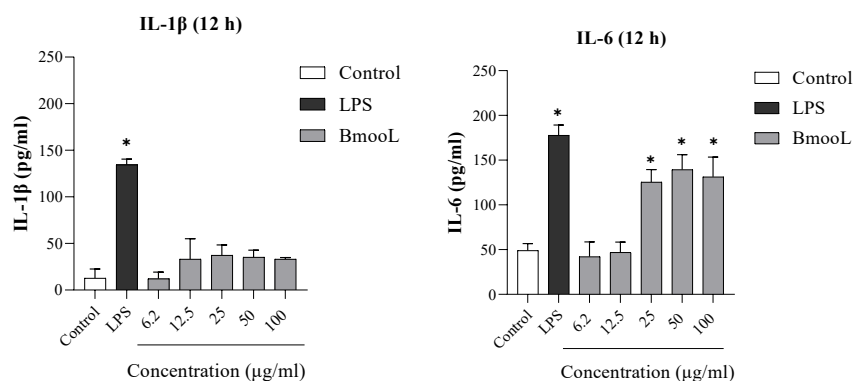 IL-1β (12 h)
250
200
150
100
50
0
IL-1β (pg/ml)
*
Control
LPS
BmooL
Control
LPS
6.2
12.5
25
50
100
Concentration (μg/ml)
IL-6 (12 h)
250
200
150
100
50
0
IL-6 (pg/ml)
*
*
*
*
Control
LPS
BmooL
Control
LPS
6.2
12.5
25
50
100
Concentration (μg/ml)